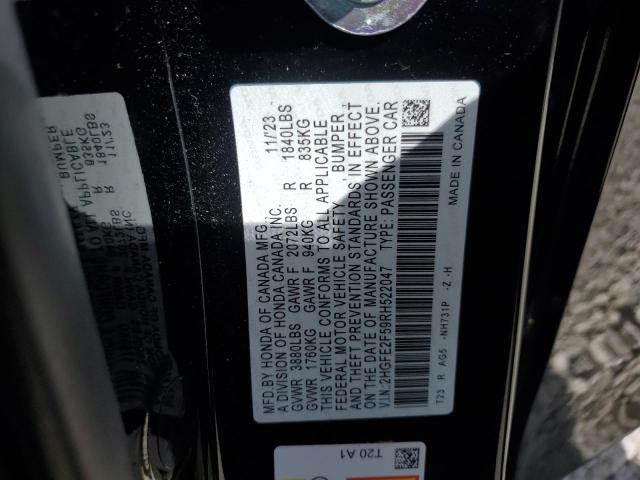 MFD.BY HONDA OF CANADA MFG. 11/'23
A DIVISION OF HONDA CANADA INC.
GVWR 3880LBS GAWR F 2072LBS R 1840LBS
GVWR 1760KG GAWR F 940KG R 835KG
THIS VEHICLE CONFORMS TO ALL APPLICABLE
FEDERAL MOTOR VEHICLE SAFETY BUMPER,
AND THEFT PREVENTION STANDARDS IN EFFECT
ON THE DATE OF MANUFACTURE SHOWN ABOVE.
V.I.N.:2HGFE2F59RH522047 TYPE: PASSENGER CAR
T23 R AG5 -NH731P -Z -H MADE IN CANADA
T20 A1